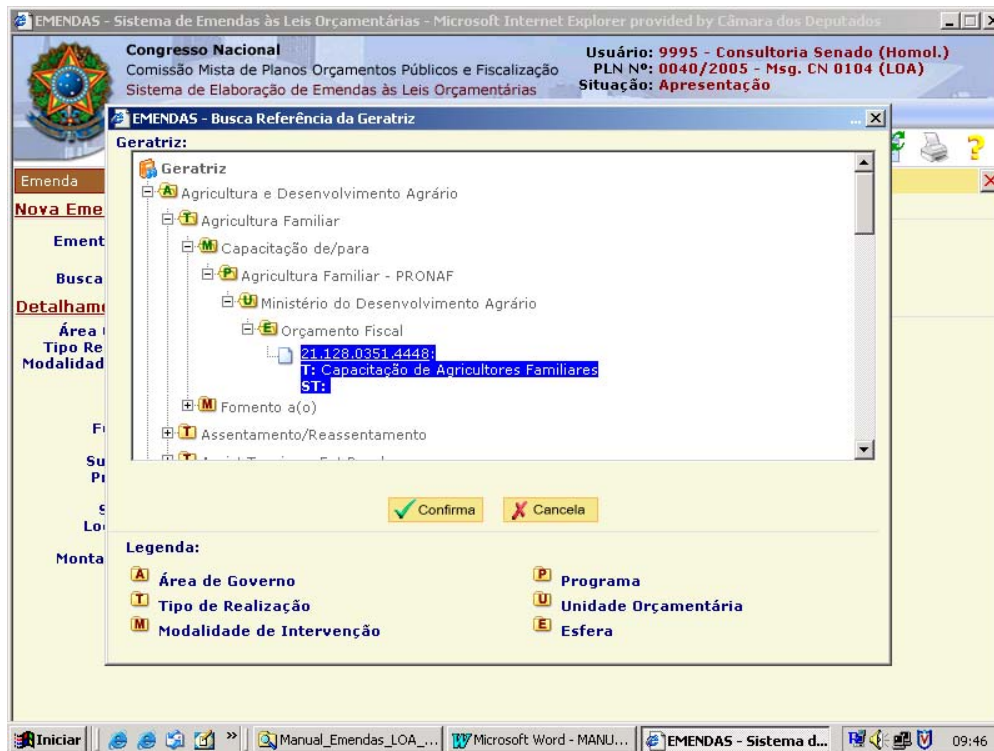 EMENDAS - Sistema de Emendas às Leis Orçamentárias - Microsoft Internet Explorer provided by Câmara dos Deputados
Congresso Nacional
Comissão Mista de Planos Orçamentos Públicos e Fiscalização
Sistema de Elaboração de Emendas às Leis Orçamentárias
Usuário: 9995 - Consultoria Senado (Homol.)
PLN Nº: 0040/2005 - Msg. CN 0104 (LOA)
Situação: Apresentação
EMENDAS - Busca Referência da Geratriz
...
Geratriz:
Geratriz
A Agricultura e Desenvolvimento Agrário
T Agricultura Familiar
M Capacitação de/para
P Agricultura Familiar - PRONAF
U Ministério do Desenvolvimento Agrário
E Orçamento Fiscal
21.128.0351.4448:
T: Capacitação de Agricultores Familiares
ST:
M Fomento a(o)
T Assentamento/Reassentamento
Confirma
Cancela
Legenda:
A Área de Governo
T Tipo de Realização
M Modalidade de Intervenção
P Programa
U Unidade Orçamentária
E Esfera
Emenda
Nova Eme
Ement
Busca
Detalham
Área
Tipo Re
Modalidad
F
Su
P
S
Lo
Monta
Iniciar
»
Manual_Emendas_LOA_...
Microsoft Word - MANU...
EMENDAS - Sistema d...
09:46